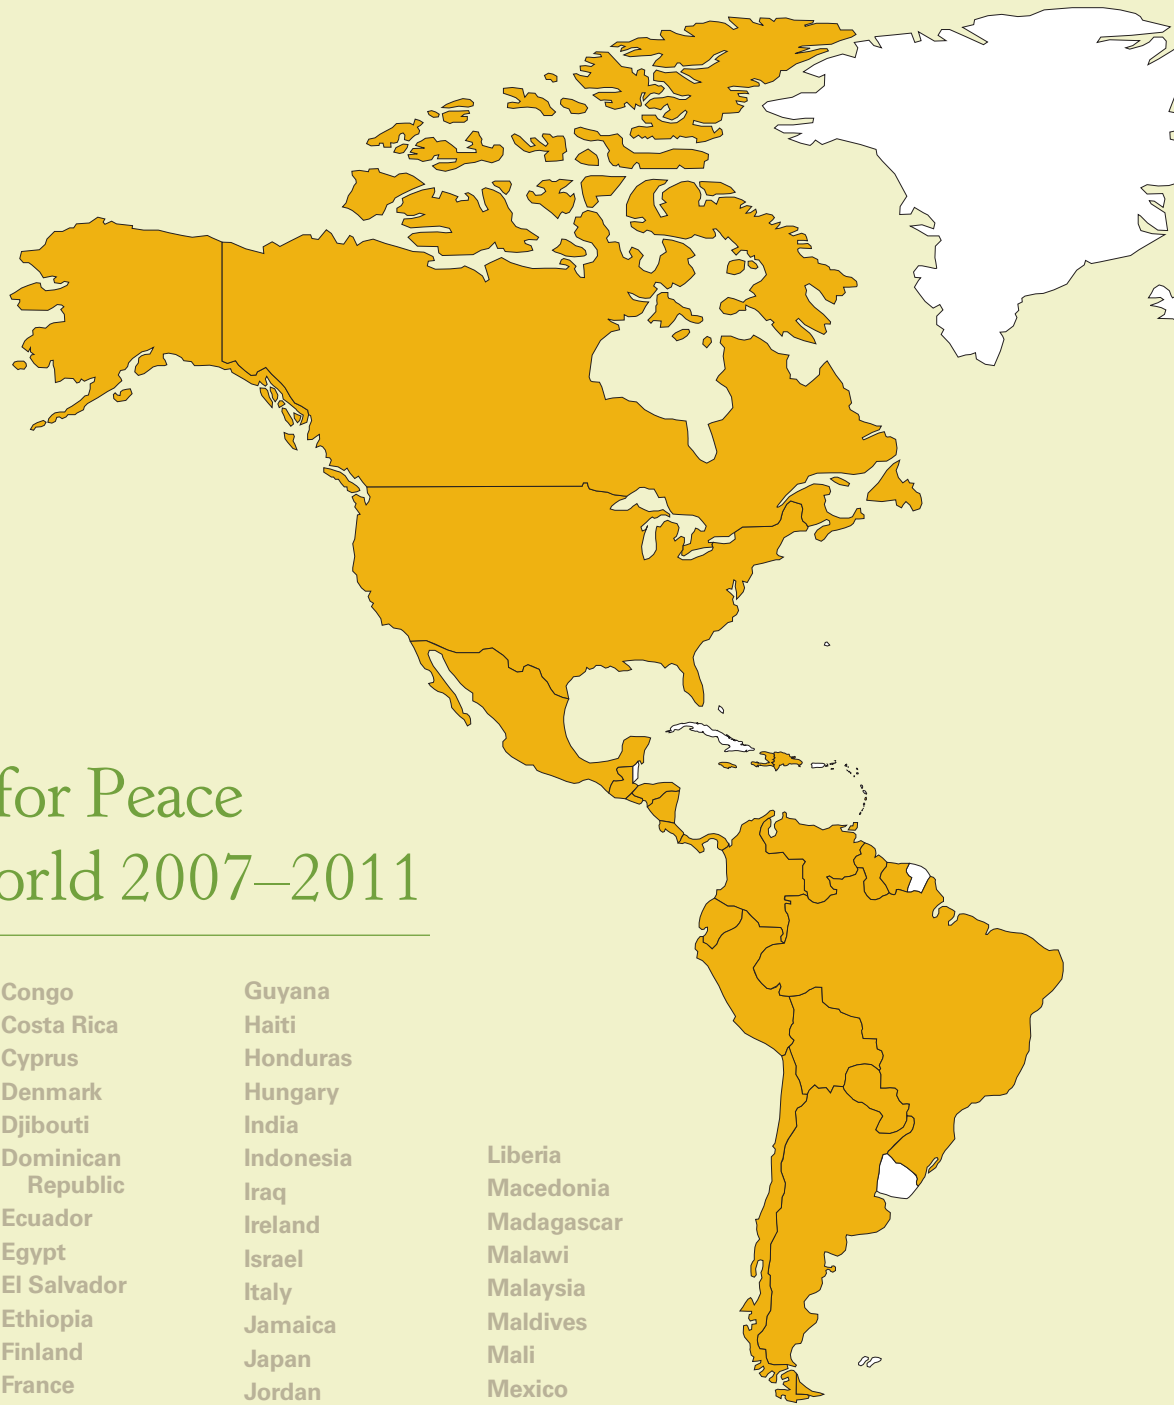 for Peace
orld 2007–2011
Congo
Costa Rica
Cyprus
Denmark
Djibouti
Dominican
Republic
Ecuador
Egypt
El Salvador
Ethiopia
Finland
France
Guyana
Haiti
Honduras
Hungary
India
Indonesia
Iraq
Ireland
Israel
Italy
Jamaica
Japan
Jordan
Liberia
Macedonia
Madagascar
Malawi
Malaysia
Maldives
Mali
Mexico